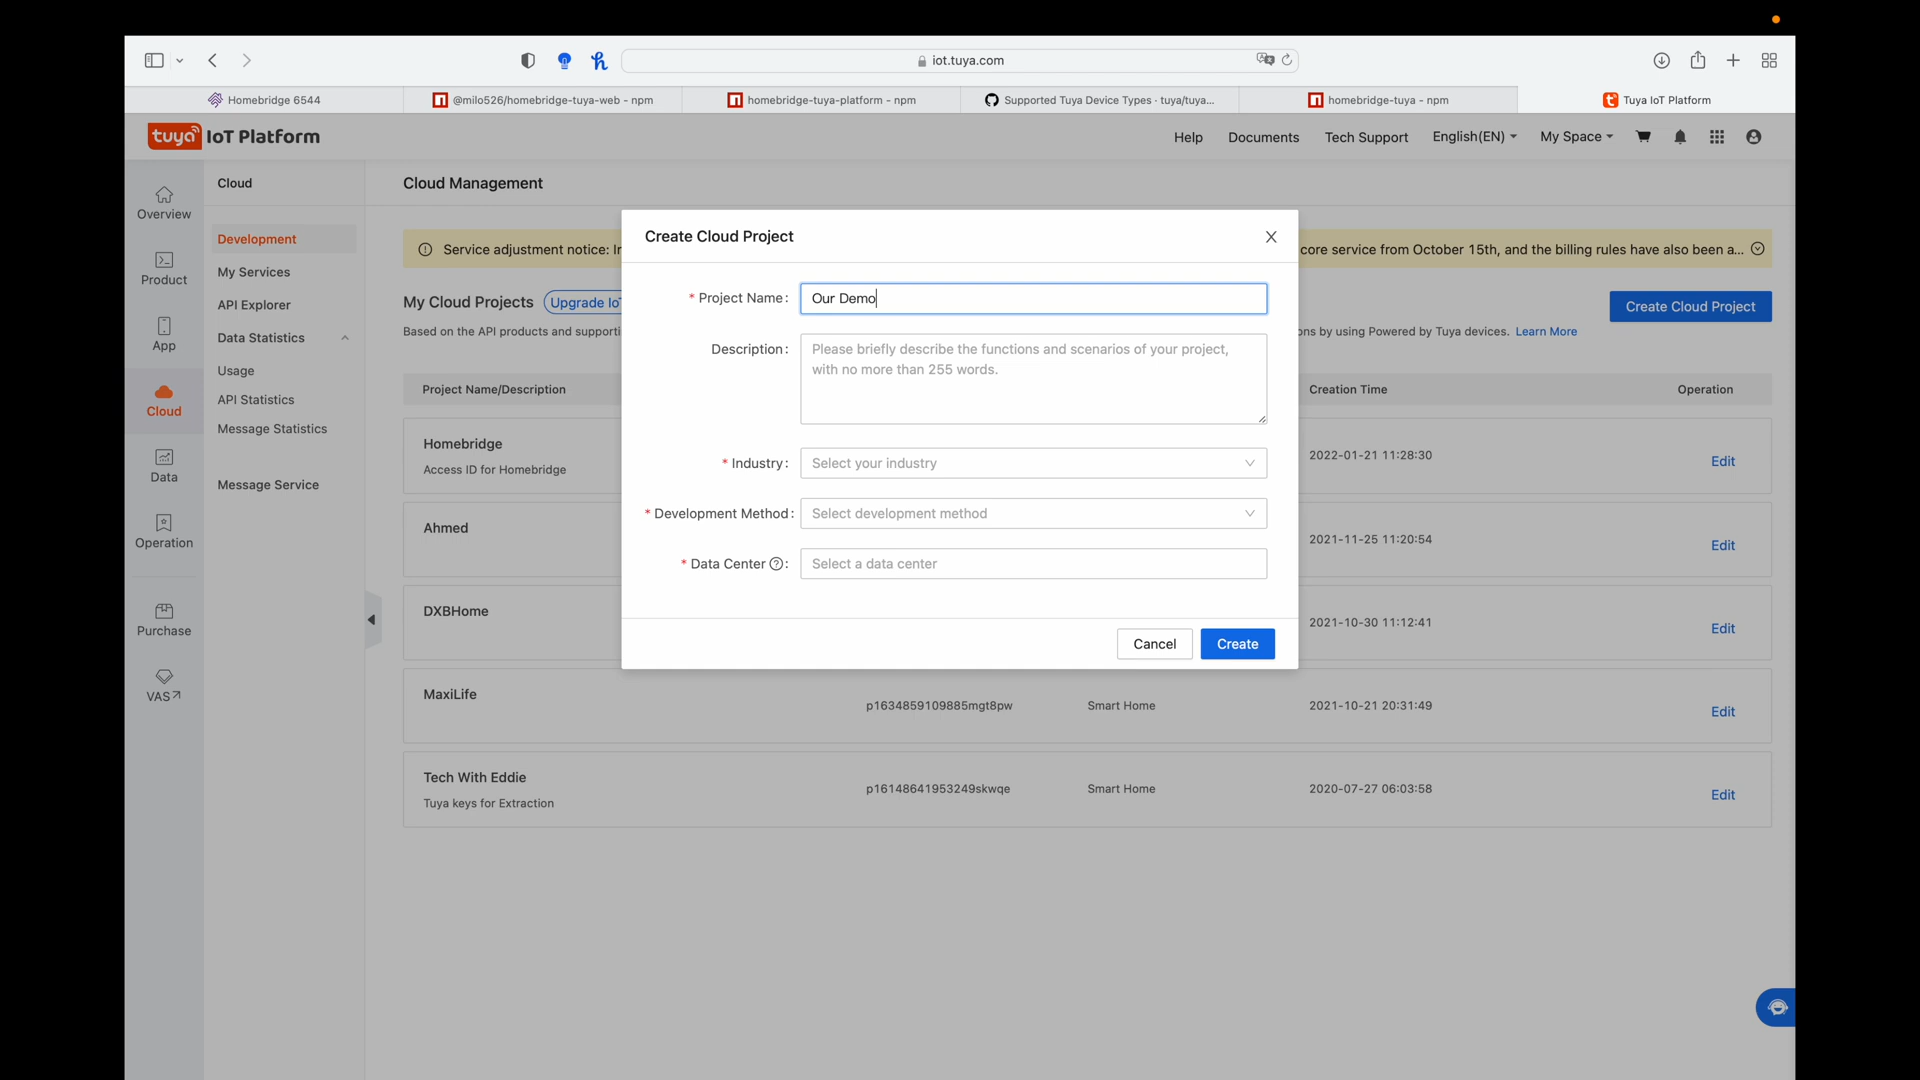 iot.tuya.com
Homebridge 6544
@milo526/homebridge-tuya-web - npm
homebridge-tuya-platform - npm
Supported Tuya Device Types · tuya/tuya...
homebridge-tuya - npm
Tuya IoT Platform
tuya IoT Platform
Help
Documents
Tech Support
English(EN)
My Space
Overview
Product
App
Cloud
Data
Operation
Purchase
VAS
Cloud
Development
My Services
API Explorer
Data Statistics
Usage
API Statistics
Message Statistics
Message Service
Cloud Management
Service adjustment notice:
core service from October 15th, and the billing rules have also been a...
My Cloud Projects
Upgrade
Create Cloud Project
Based on the API products and
by using Powered by Tuya devices. Learn More
Project Name/Description
Creation Time
Operation
Homebridge
Access ID for Homebridge
2022-01-21 11:28:30
Edit
Ahmed
2021-11-25 11:20:54
Edit
DXBHome
2021-10-30 11:12:41
Edit
MaxiLife
p1634859109885mgt8pw
Smart Home
2021-10-21 20:31:49
Edit
Tech With Eddie
Tuya keys for Extraction
p16148641953249skwqe
Smart Home
2020-07-27 06:03:58
Edit
Create Cloud Project
* Project Name:
Our Demo
Description:
Please briefly describe the functions and scenarios of your project,
with no more than 255 words.
* Industry:
Select your industry
* Development Method:
Select development method
* Data Center ?:
Select a data center
Cancel
Create